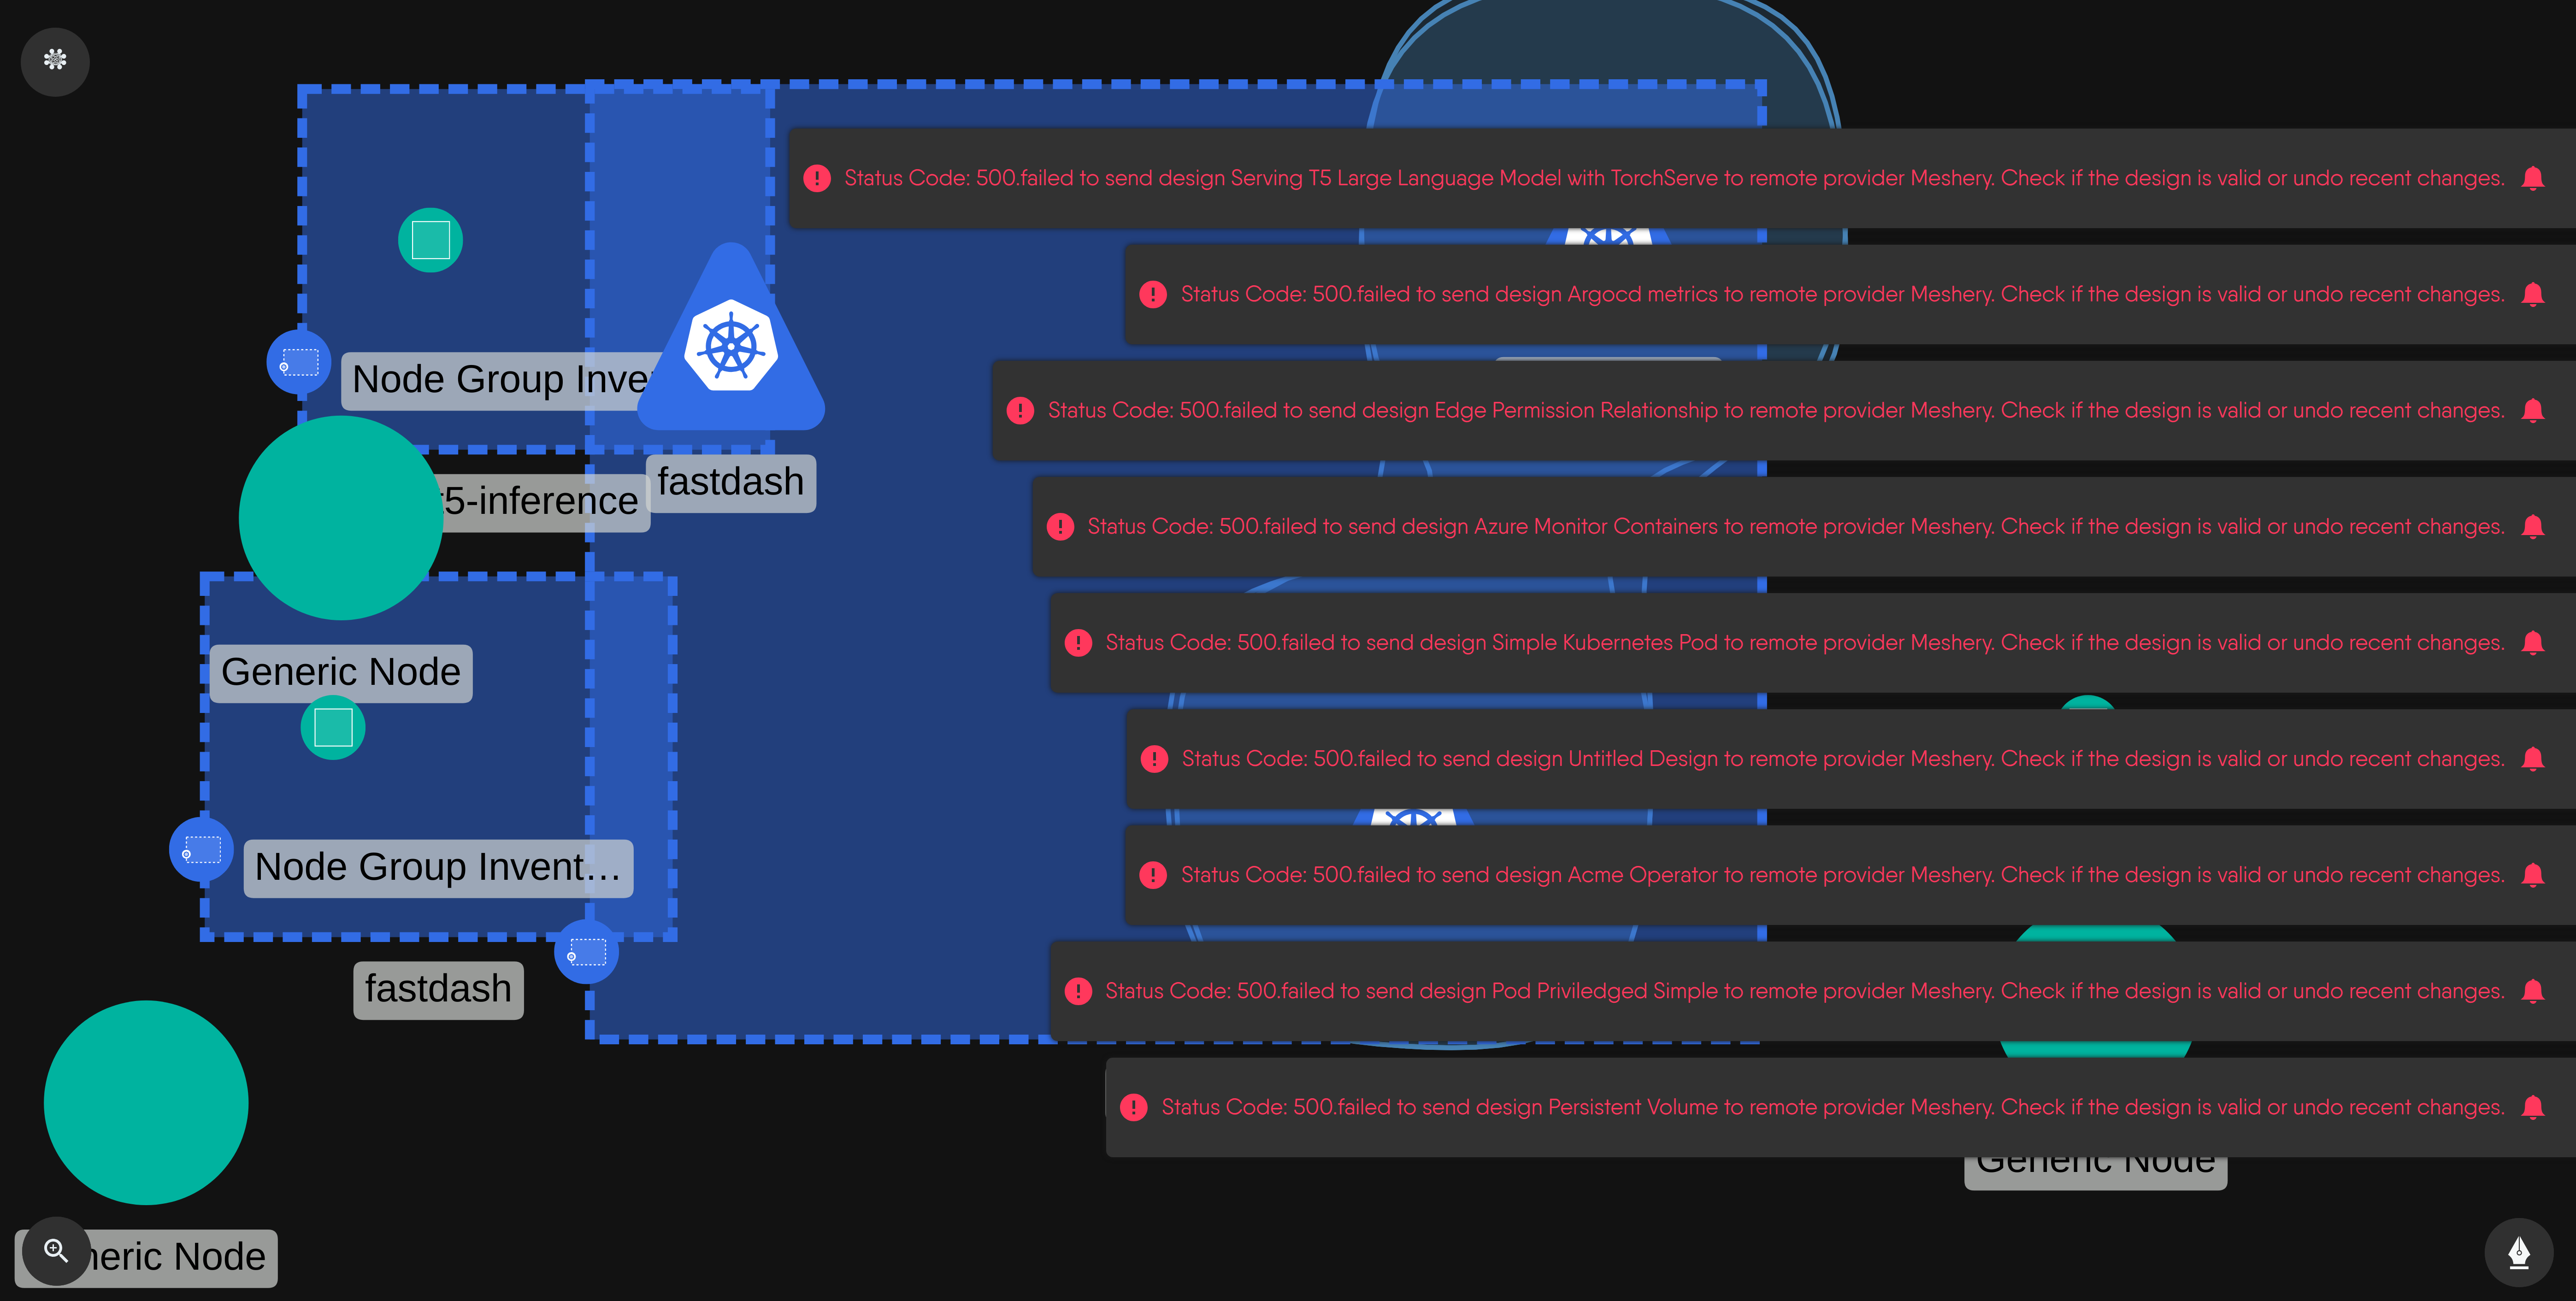 Status Code: 500.failed to send design Serving T5 Large Language Model with TorchServe to remote provider Meshery. Check if the design is valid or undo recent changes.
Status Code: 500.failed to send design Argocd metrics to remote provider Meshery. Check if the design is valid or undo recent changes.
Node Group Inve
Status Code: 500.failed to send design Edge Permission Relationship to remote provider Meshery. Check if the design is valid or undo recent changes.
fastdash
t5-inference
Status Code: 500.failed to send design Azure Monitor Containers to remote provider Meshery. Check if the design is valid or undo recent changes.
Status Code: 500.failed to send design Simple Kubernetes Pod to remote provider Meshery. Check if the design is valid or undo recent changes.
Generic Node
Status Code: 500.failed to send design Untitled Design to remote provider Meshery. Check if the design is valid or undo recent changes.
Node Group Invent...
Status Code: 500.failed to send design Acme Operator to remote provider Meshery. Check if the design is valid or undo recent changes.
fastdash
Status Code: 500.failed to send design Pod Priviledged Simple to remote provider Meshery. Check if the design is valid or undo recent changes.
Status Code: 500.failed to send design Persistent Volume to remote provider Meshery. Check if the design is valid or undo recent changes.
Generic Node
neric Node